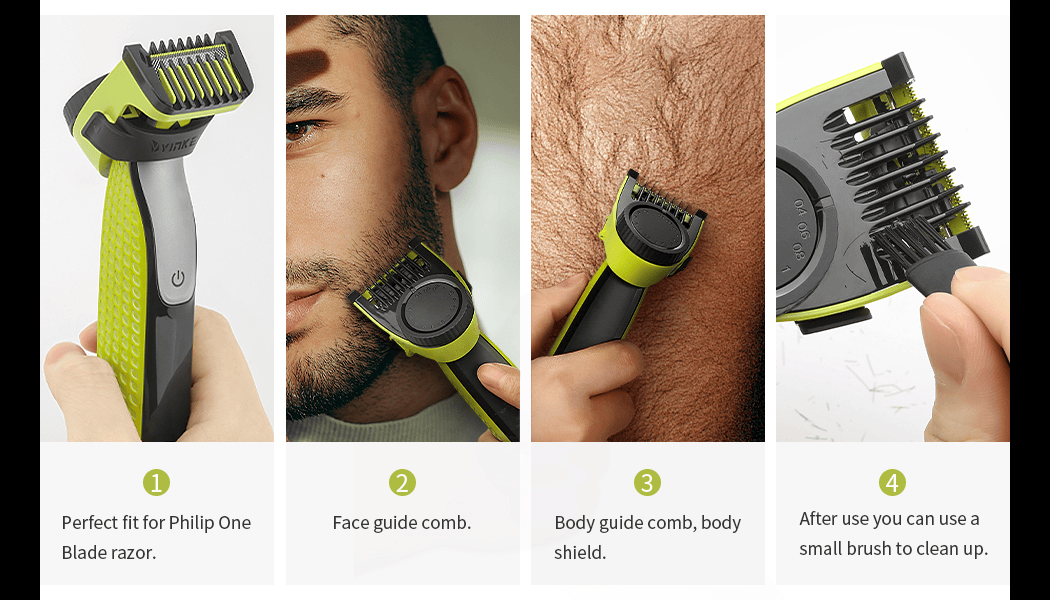 YINKE
04 06 08 1
1
Perfect fit for Philip One
Blade razor.
2
Face guide comb.
3
Body guide comb, body
shield.
4
After use you can use a
small brush to clean up.